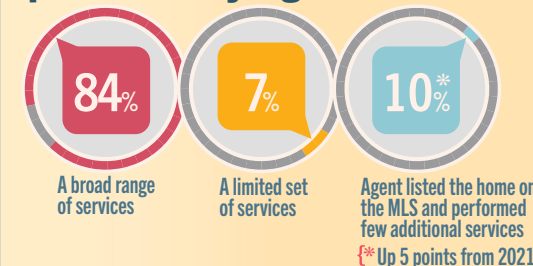 84%
A broad range
of services
7%
A limited set
of services
10%*
Agent listed the home on
the MLS and performed
few additional services
{* Up 5 points from 2021